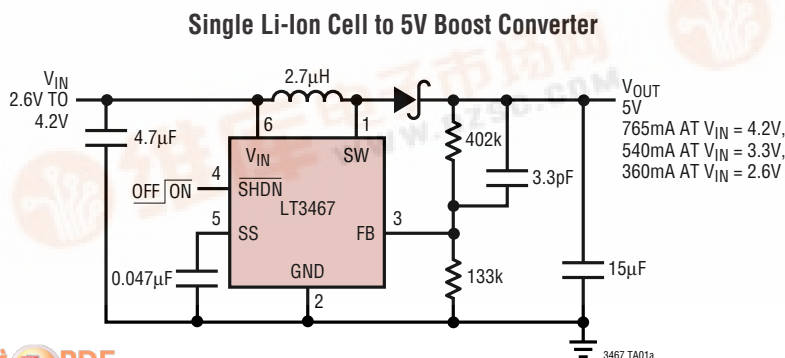 Single Li-Ion Cell to 5V Boost Converter
VIN
2.6V TO
4.2V
2.7µH
VOUT
5V
765mA AT VIN = 4.2V,
540mA AT VIN = 3.3V,
360mA AT VIN = 2.6V
4.7µF
6
1
VIN
SW
402k
3.3pF
OFF ON
4
SHDN
LT3467
5
SS
FB
3
0.047µF
GND
2
133k
15µF
3467 TA01a
PDF